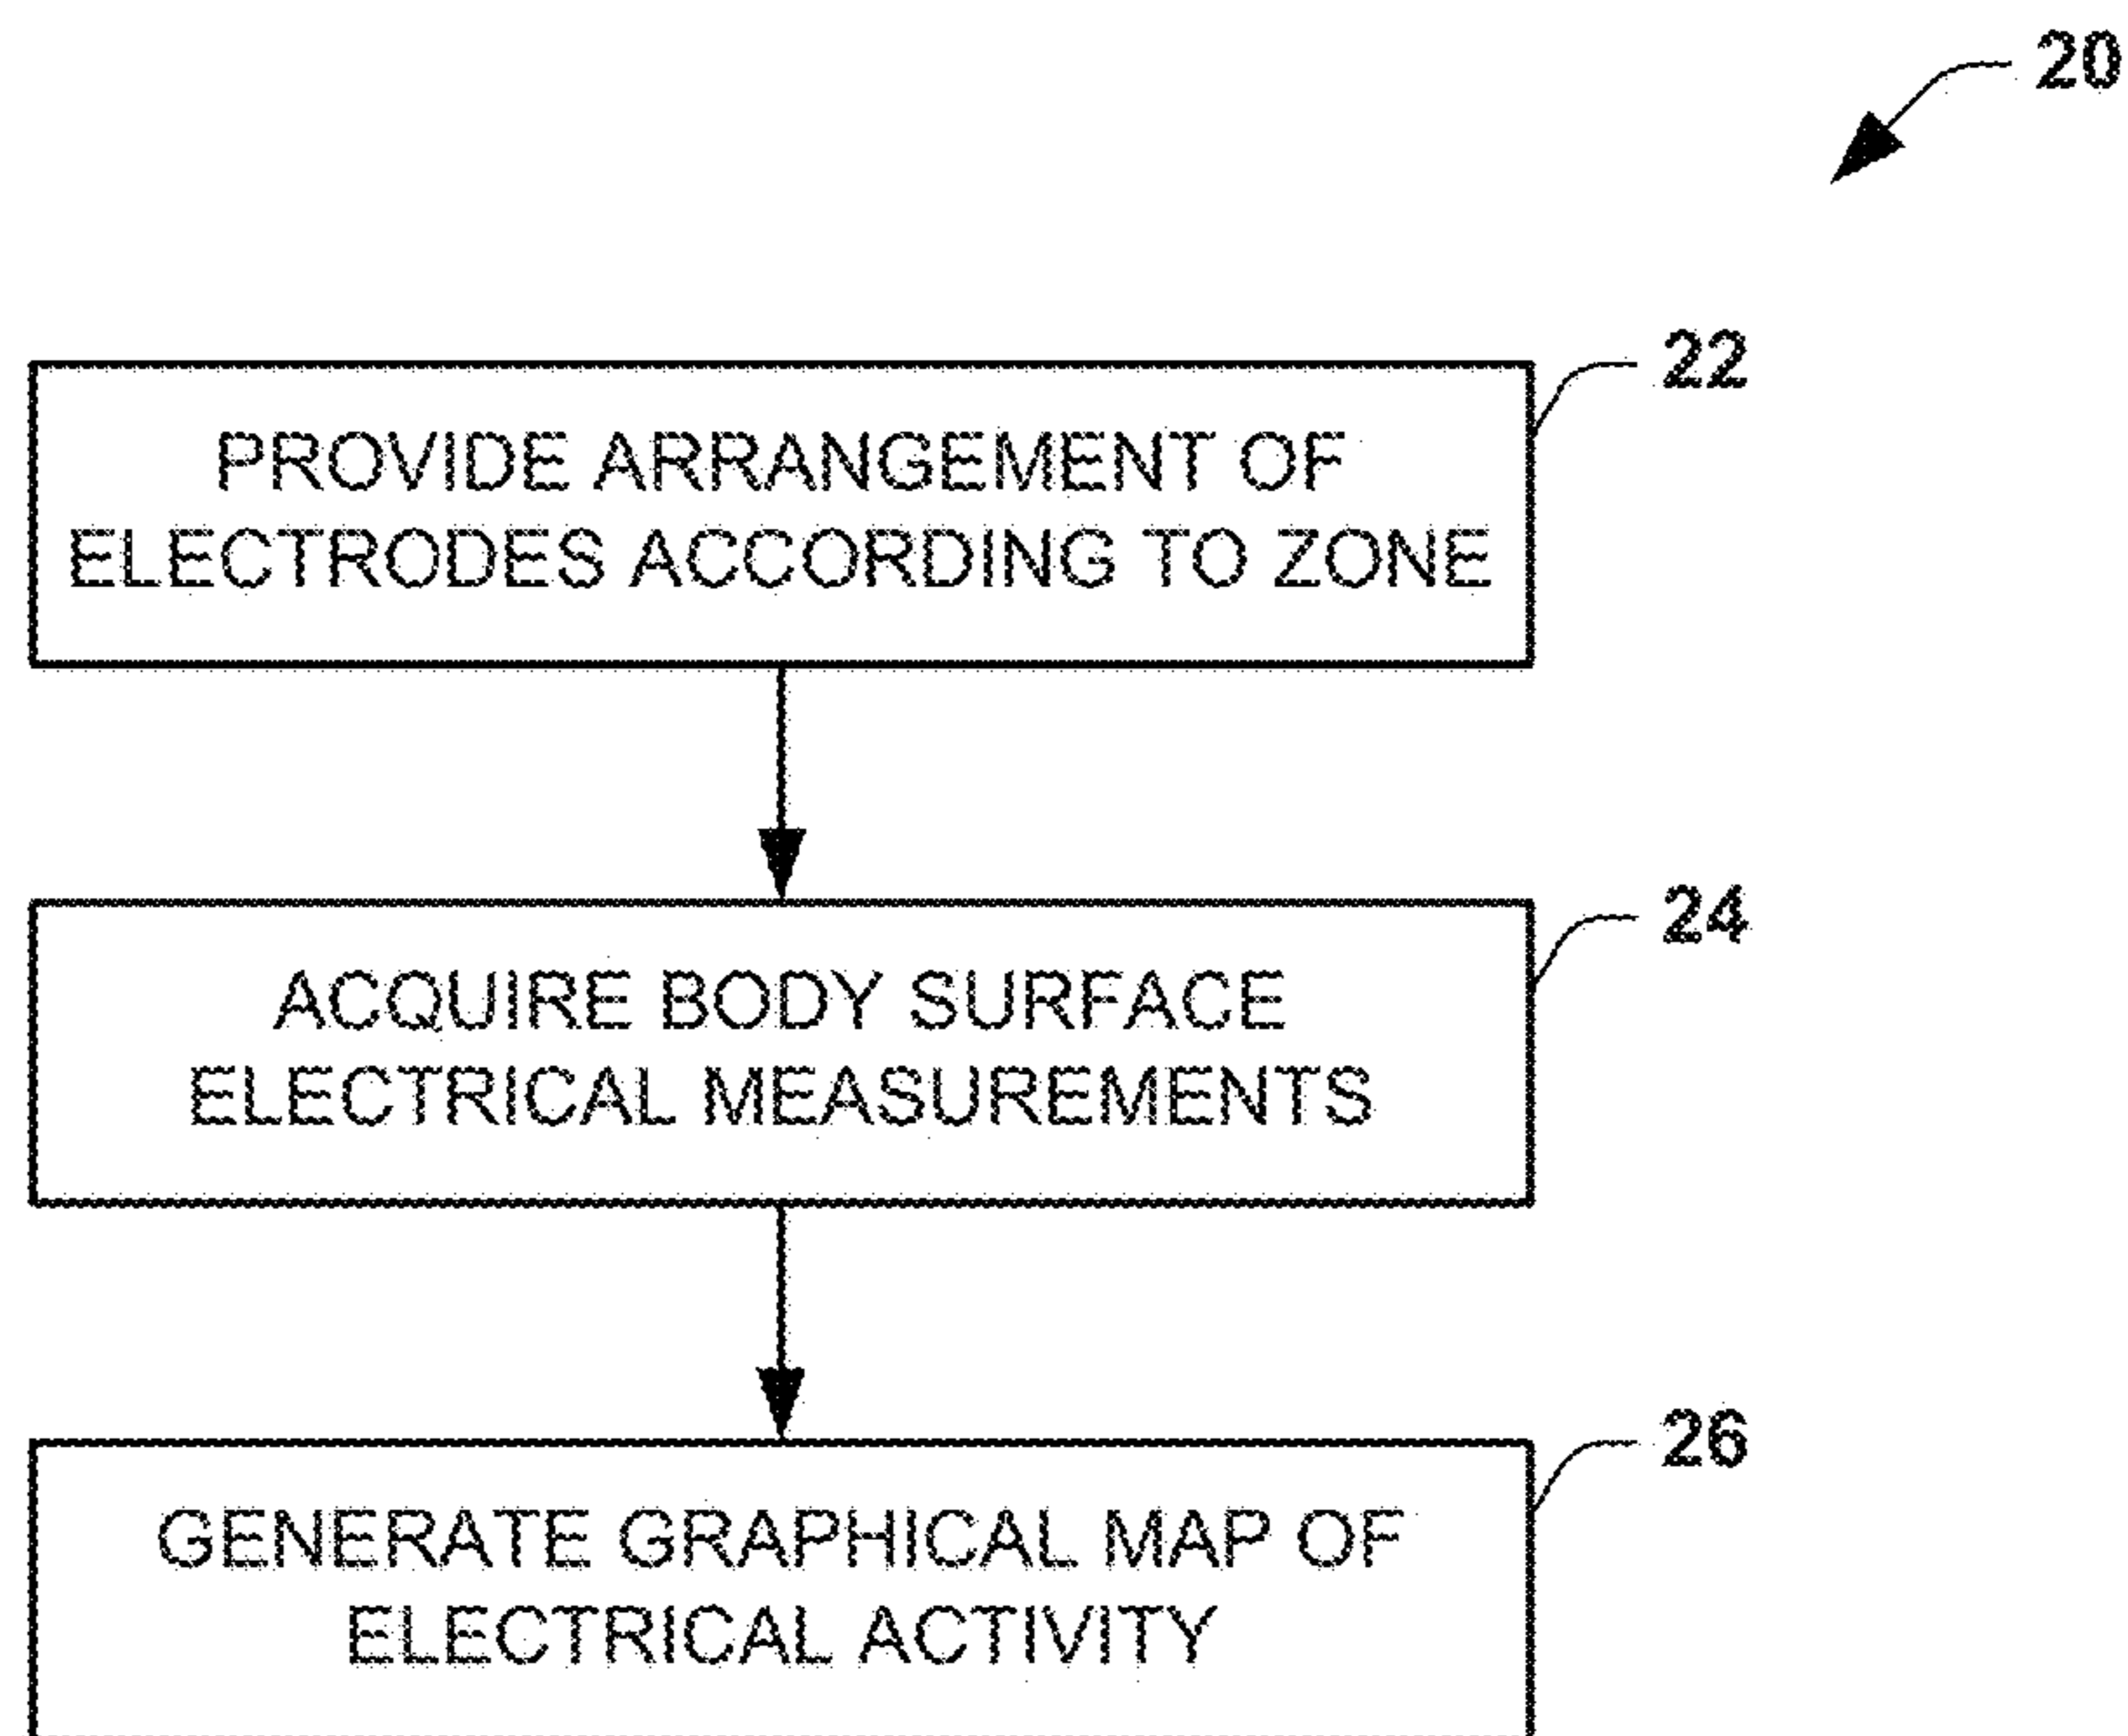 20
22
PROVIDE ARRANGEMENT OF
ELECTRODES ACCORDING TO ZONE
24
ACQUIRE BODY SURFACE
ELECTRICAL MEASUREMENTS
26
GENERATE GRAPHICAL MAP OF
ELECTRICAL ACTIVITY